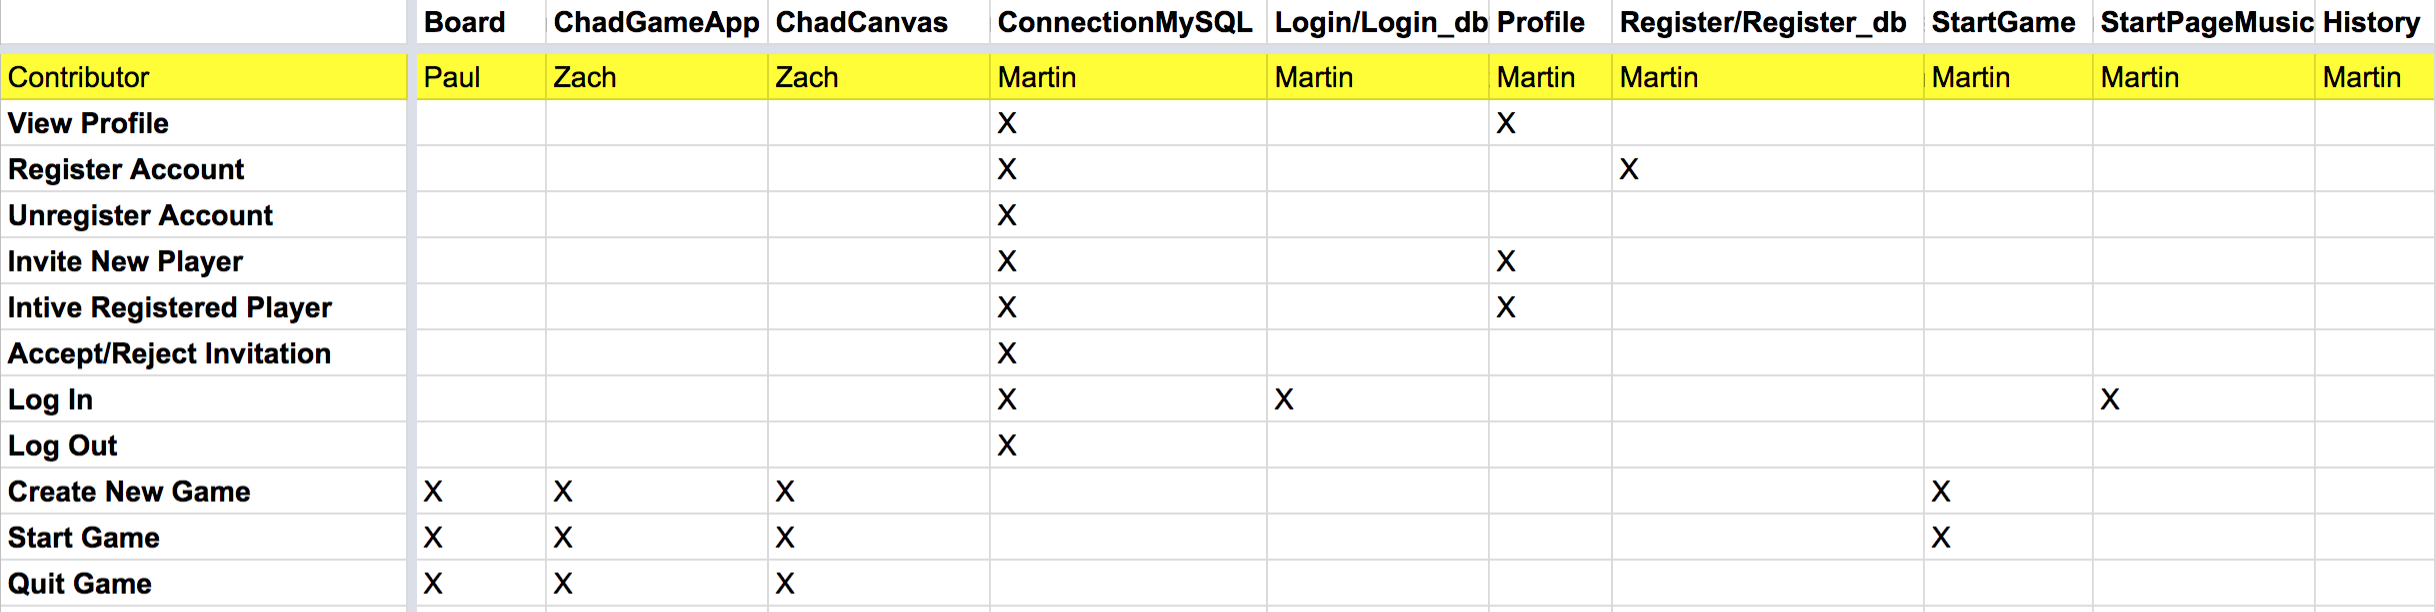 Board ChadGameApp ChadCanvas ConnectionMySQL Login/Login_db Profile Register/Register_db StartGame StartPageMusic History
Contributor Paul Zach Zach Martin Martin Martin Martin Martin Martin Martin
View Profile X X
Register Account X X
Unregister Account X
Invite New Player X X
Intive Registered Player X X
Accept/Reject Invitation X
Log In X X X
Log Out X
Create New Game X X X X
Start Game X X X X
Quit Game X X X